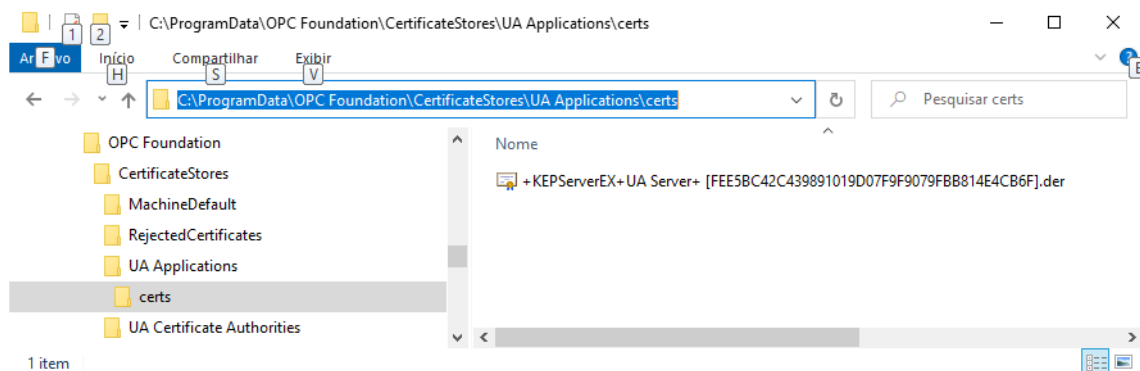 C:\ProgramData\OPC Foundation\CertificateStores\UA Applications\certs
1 2
Ar F vo Início Compartilhar Exibir
H S V E
C:\ProgramData\OPC Foundation\CertificateStores\UA Applications\certs Pesquisar certs
OPC Foundation
CertificateStores
MachineDefault
RejectedCertificates
UA Applications
certs
UA Certificate Authorities
Nome
+KEPServerEX+UA Server+ [FEE5BC42C439891019D07F9F9079FBB814E4CB6F].der
1 item